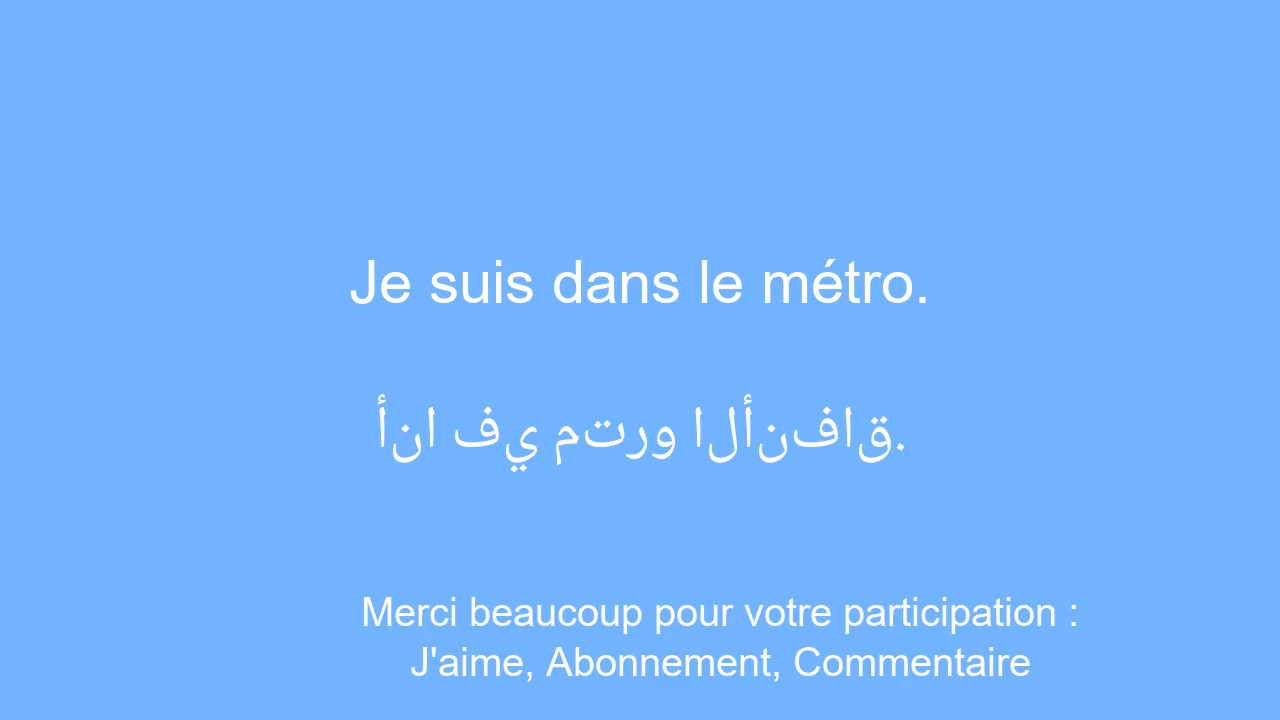 Je suis dans le métro.
أنا في مترو الأنفاق.
Merci beaucoup pour votre participation :
J'aime, Abonnement, Commentaire